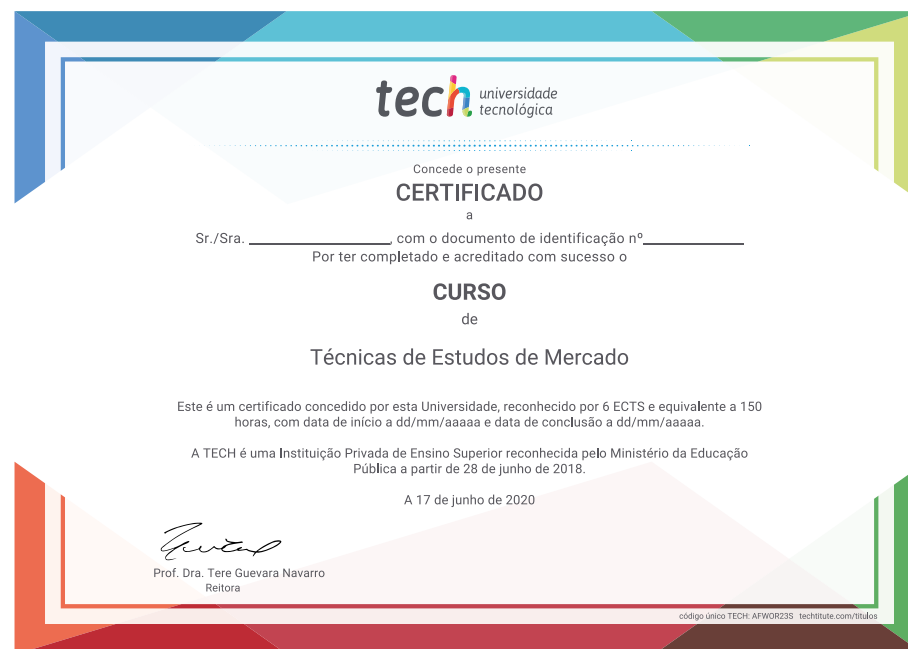 tech universidade
tecnológica
Concede o presente
CERTIFICADO
a
Sr./Sra. ____________________, com o documento de identificação nº______________
Por ter completado e acreditado com sucesso o
CURSO
de
Técnicas de Estudos de Mercado
Este é um certificado concedido por esta Universidade, reconhecido por 6 ECTS e equivalente a 150
horas, com data de início a dd/mm/aaaaa e data de conclusão a dd/mm/aaaaa.
A TECH é uma Instituição Privada de Ensino Superior reconhecida pelo Ministério da Educação
Pública a partir de 28 de junho de 2018.
A 17 de junho de 2020
Prof. Dra. Tere Guevara Navarro
Reitora
código único TECH: AFWOR23S techtitute.com/titulos